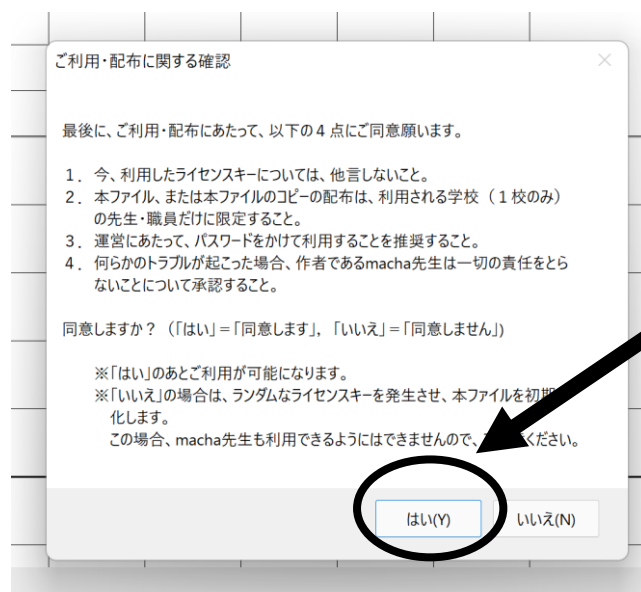 ご利用・配布に関する確認
最後に、ご利用・配布にあたって、以下の４点にご同意願います。
１．今、利用したライセンスキーについては、他言しないこと。
２．本ファイル、または本ファイルのコピーの配布は、利用される学校（１校のみ）
の先生・職員だけに限定すること。
３．運営にあたって、パスワードをかけて利用することを推奨すること。
４．何らかのトラブルが起こった場合、作者であるmacha先生は一切の責任をとら
ないことについて承認すること。
同意しますか？（「はい」＝「同意します」，「いいえ」＝「同意しません」）
※「はい」のあとご利用が可能になります。
※「いいえ」の場合は、ランダムなライセンスキーを発生させ、本ファイルを初期
化します。
この場合、macha先生も利用できるようにはできませんので、ください。
はい(Y)
いいえ(N)